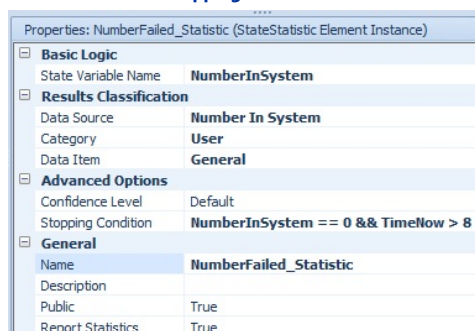 pping
Properties: NumberFailed_Statistic (StateStatistic Element Instance)
Basic Logic
State Variable Name NumberInSystem
Results Classification
Data Source Number In System
Category User
Data Item General
Advanced Options
Confidence Level Default
Stopping Condition NumberInSystem == 0 && TimeNow > 8
General
Name NumberFailed_Statistic
Description
Public True
Report Statistics True